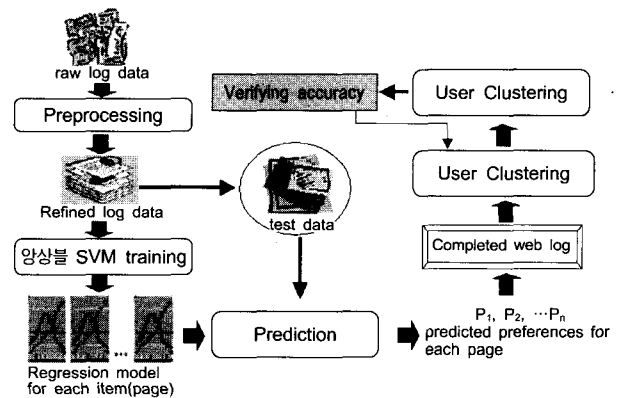 raw log data
Preprocessing
Refined log data
앙상블 SVM training
...
Regression model
for each item(page)
test data
Prediction
P1, P2, ···Pn
predicted preferences for
each page
Completed web log
User Clustering
User Clustering
Verifying accuracy